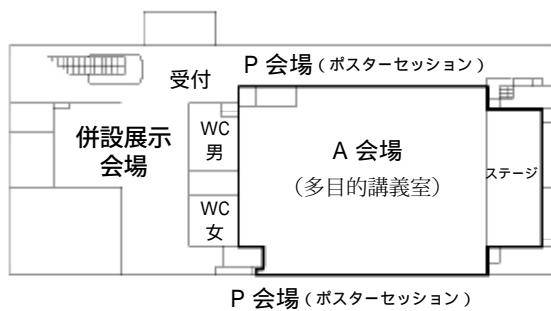 P 会場（ポスターセッション）
受付
併設展示
会場
WC
男
A 会場
（多目的講義室）
ステージ
WC
女
P 会場（ポスターセッション）